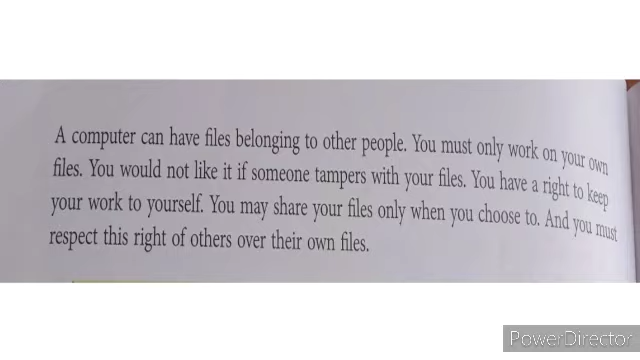 A computer can have files belonging to other people. You must only work on your own
files. You would not like it if someone tampers with your files. You have a right to keep
your work to yourself. You may share your files only when you choose to. And you must
respect this right of others over their own files.
PowerDirector